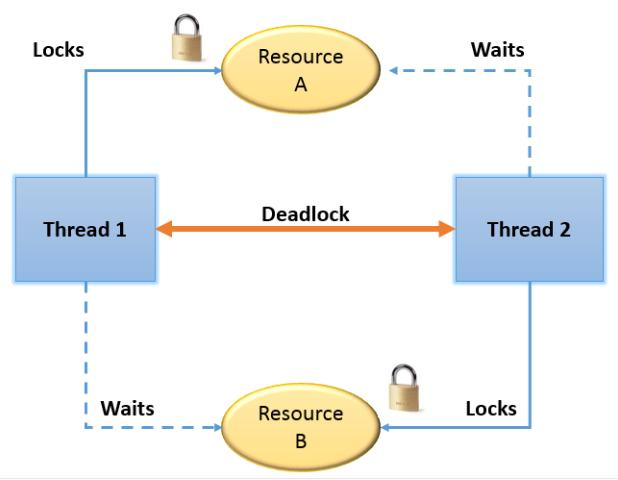 Locks
Waits
Resource
A
Thread 1
Deadlock
Thread 2
Waits
Resource
B
Locks